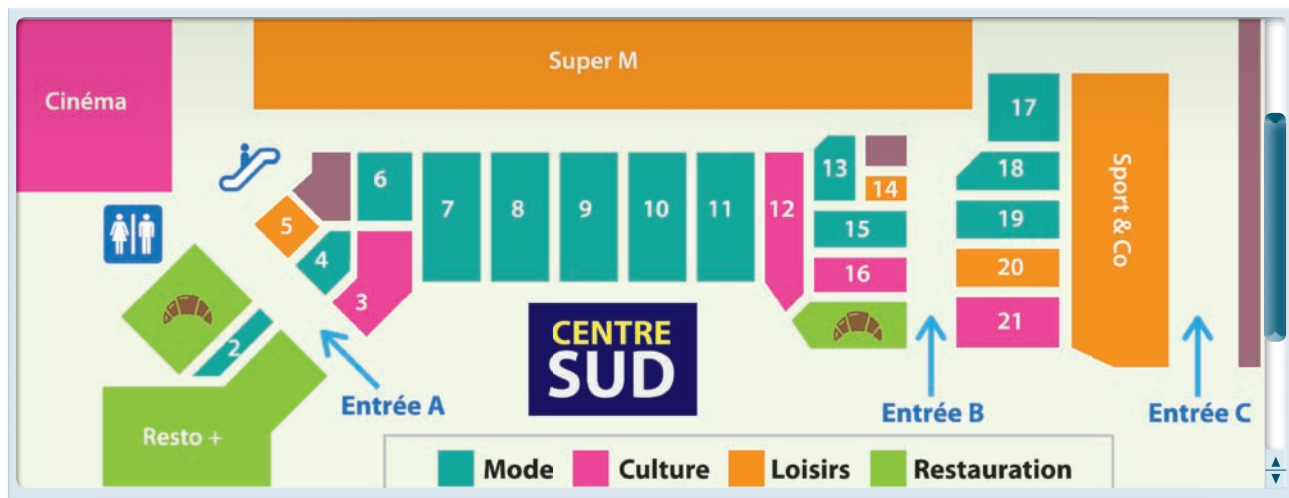 Super M
Cinéma
17
Sport & Co
6
13
14
18
7
8
9
10
11
12
5
15
19
4
16
20
3
21
2
CENTRE
SUD
Entrée A
Entrée B
Entrée C
Resto +
Mode
Culture
Loisirs
Restauration